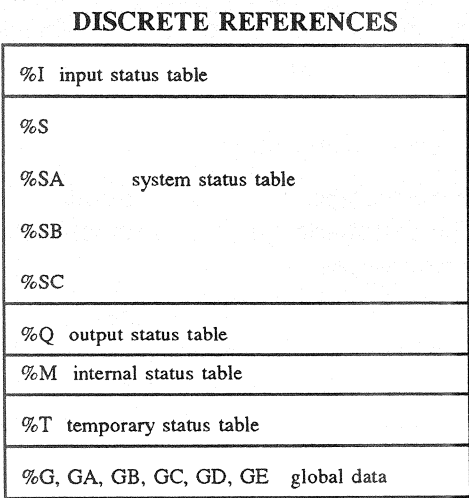 DISCRETE REFERENCES
%I input status table
%S
%SA system status table
%SB
%SC
%Q output status table
%M internal status table
%T temporary status table
%G, GA, GB, GC, GD, GE global data